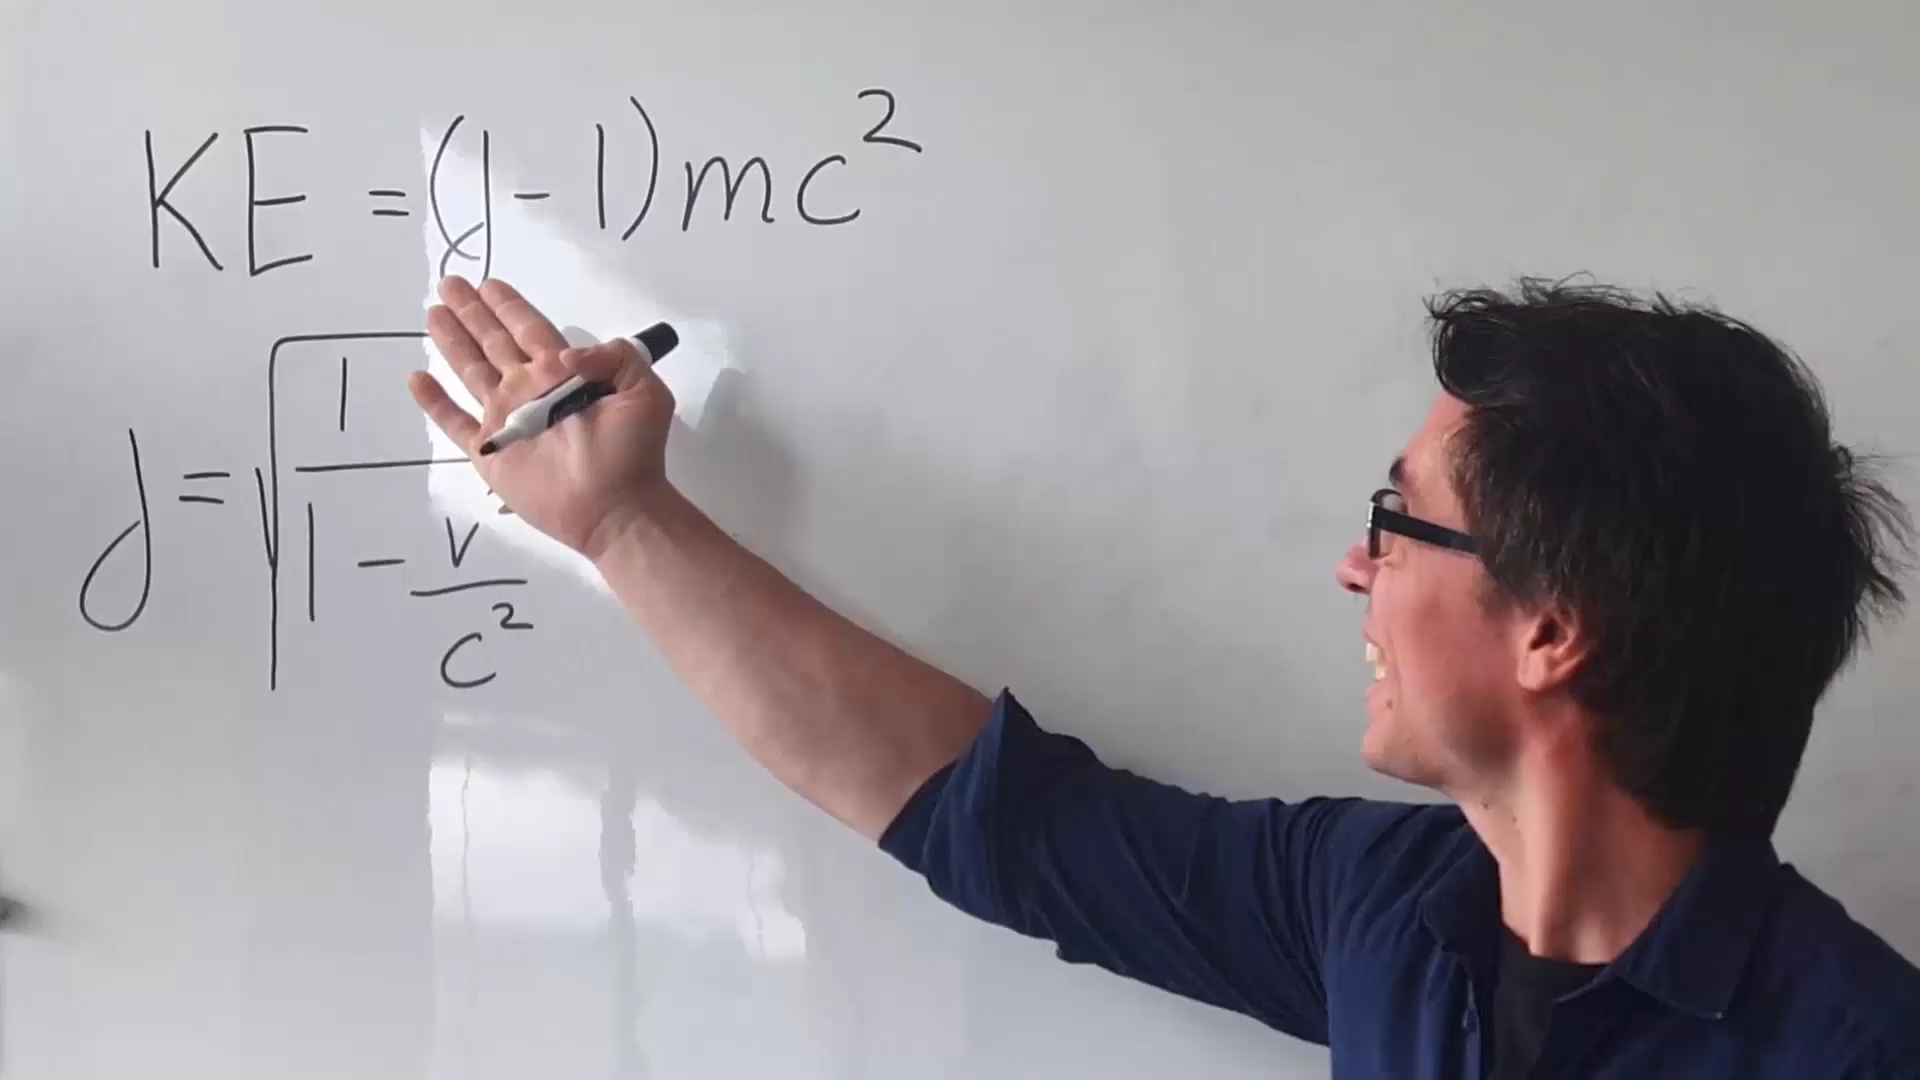 KE = (γ - 1) mc²
γ = √(1 / (1 - v²/c²))